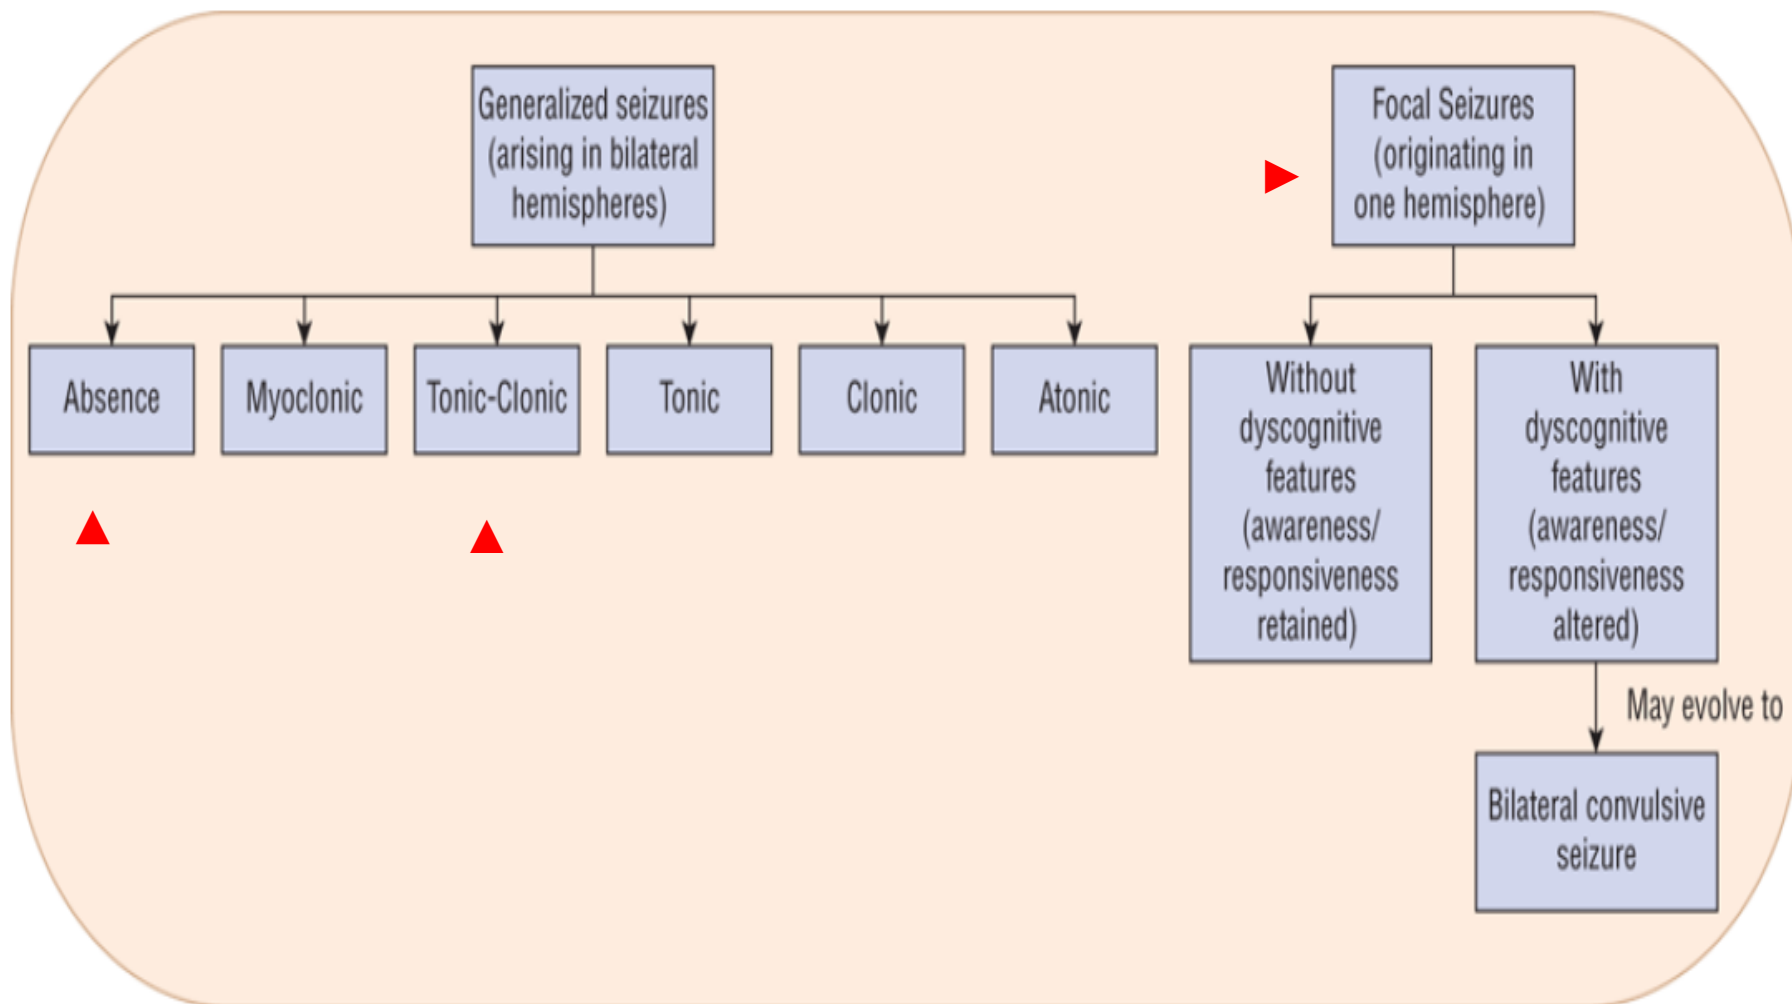 Generalized seizures
(arising in bilateral
hemispheres)
Focal Seizures
(originating in
one hemisphere)
Absence
Myoclonic
Tonic-Clonic
Tonic
Clonic
Atonic
Without
dyscognitive
features
(awareness/
responsiveness
retained)
With
dyscognitive
features
(awareness/
responsiveness
altered)
May evolve to
Bilateral convulsive
seizure